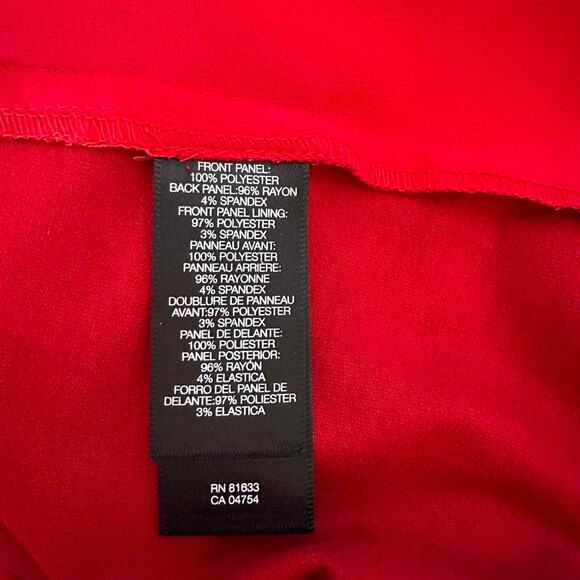 FRONT PANEL:
100% POLYESTER
BACK PANEL:96% RAYON
4% SPANDEX
FRONT PANEL LINING:
97% POLYESTER
3% SPANDEX
PANNEAU AVANT:
100% POLYESTER
PANNEAU ARRIÈRE:
96% RAYONNE
4% SPANDEX
DOUBLURE DE PANNEAU
AVANT:97% POLYESTER
3% SPANDEX
PANEL DE DELANTE:
100% POLIESTER
PANEL POSTERIOR:
96% RAYÓN
4% ELASTICA
FORRO DEL PANEL DE
DELANTE:97% POLIESTER
3% ELASTICA
RN 81633
CA 04754